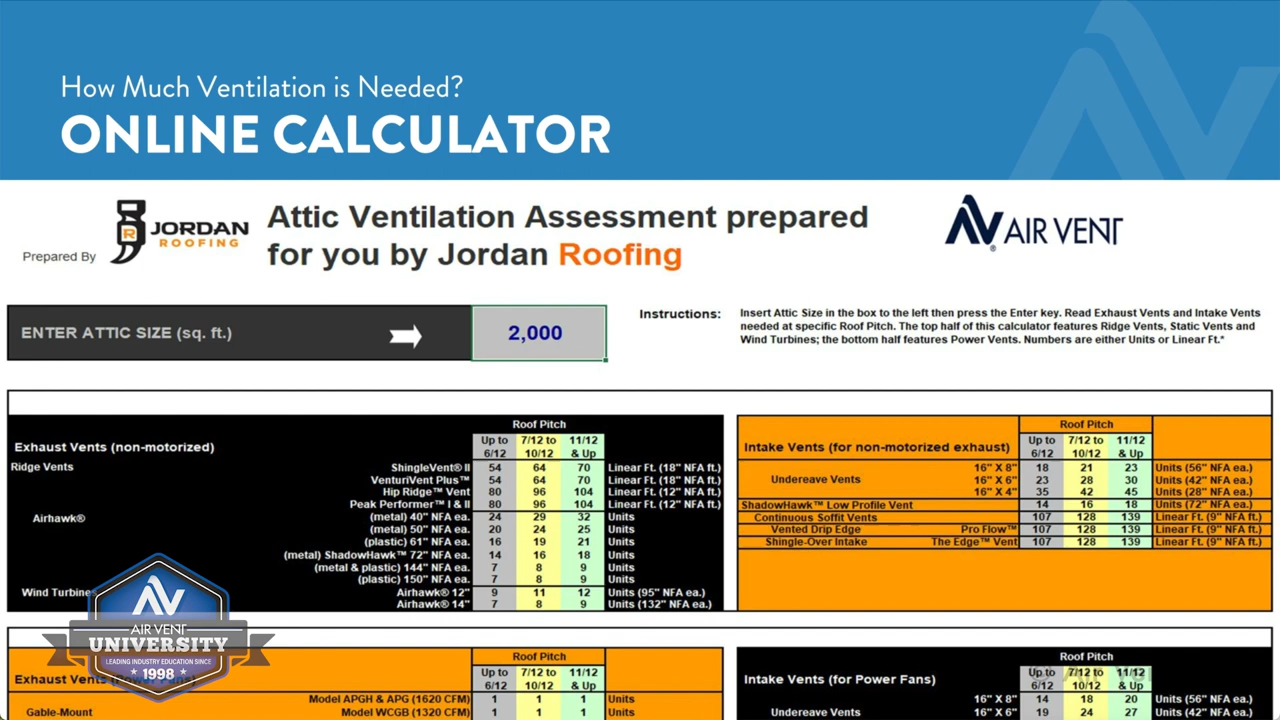 How Much Ventilation is Needed?
ONLINE CALCULATOR
Prepared By
JORDAN
ROOFING
Attic Ventilation Assessment prepared
for you by Jordan Roofing
AIR VENT
ENTER ATTIC SIZE (sq. ft.) 2,000
Instructions: Insert Attic Size in the box to the left then press the Enter key. Read Exhaust Vents and Intake Vents
needed at specific Roof Pitch. The top half of this calculator features Ridge Vents, Static Vents and
Wind Turbines; the bottom half features Power Vents. Numbers are either Units or Linear Ft.*
Roof Pitch
Exhaust Vents (non-motorized) Up to 6/12 7/12 to 10/12 11/12 & Up
Ridge Vents ShingleVent® II 54 64 70 Linear Ft. (18" NFA ft.)
VenturiVent Plus™ 54 64 70 Linear Ft. (18" NFA ft.)
Hip Ridge™ Vent 80 96 104 Linear Ft. (12" NFA ft.)
Peak Performer™ I & II 80 96 104 Linear Ft. (12" NFA ft.)
Airhawk® (metal) 40" NFA ea. 24 29 32 Units
(metal) 50" NFA ea. 20 24 25 Units
(plastic) 61" NFA ea. 16 19 21 Units
(metal) ShadowHawk™ 72" NFA ea. 14 16 18 Units
(metal & plastic) 144" NFA ea. 7 8 9 Units
(plastic) 150" NFA ea. 7 8 9 Units
Wind Turbines Airhawk® 12" 9 11 12 Units (95" NFA ea.)
Airhawk® 14" 7 8 9 Units (132" NFA ea.)
Roof Pitch
Intake Vents (for non-motorized exhaust) Up to 6/12 7/12 to 10/12 11/12 & Up
16" X 8" 18 21 23 Units (56" NFA ea.)
Undereave Vents 16" X 6" 23 28 30 Units (42" NFA ea.)
16" X 4" 35 42 45 Units (28" NFA ea.)
ShadowHawk™ Low Profile Vent 14 16 18 Units (72" NFA ea.)
Continuous Soffit Vents 107 128 139 Linear Ft. (9" NFA ft.)
Vented Drip Edge Pro Flow™ 107 128 139 Linear Ft. (9" NFA ft.)
Shingle-Over Intake The Edge™ Vent 107 128 139 Linear Ft. (9" NFA ft.)
Roof Pitch
Exhaust Vents Up to 6/12 7/12 to 10/12 11/12 & Up
Model APGH & APG (1620 CFM) 1 1 1 Units
Gable-Mount Model WCGB (1320 CFM) 1 1 1 Units
Roof Pitch
Intake Vents (for Power Fans) Up to 6/12 7/12 to 10/12 11/12 & Up
16" X 8" 14 18 20 Units (56" NFA ea.)
Undereave Vents 16" X 6" 19 24 27 Units (42" NFA ea.)
AIR VENT
UNIVERSITY
LEADING INDUSTRY EDUCATION SINCE
1998